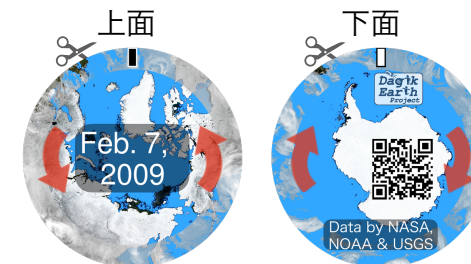 上面
下面
Feb. 7,
2009
Dagik
Earth
Project
Data by NASA,
NOAA & USGS